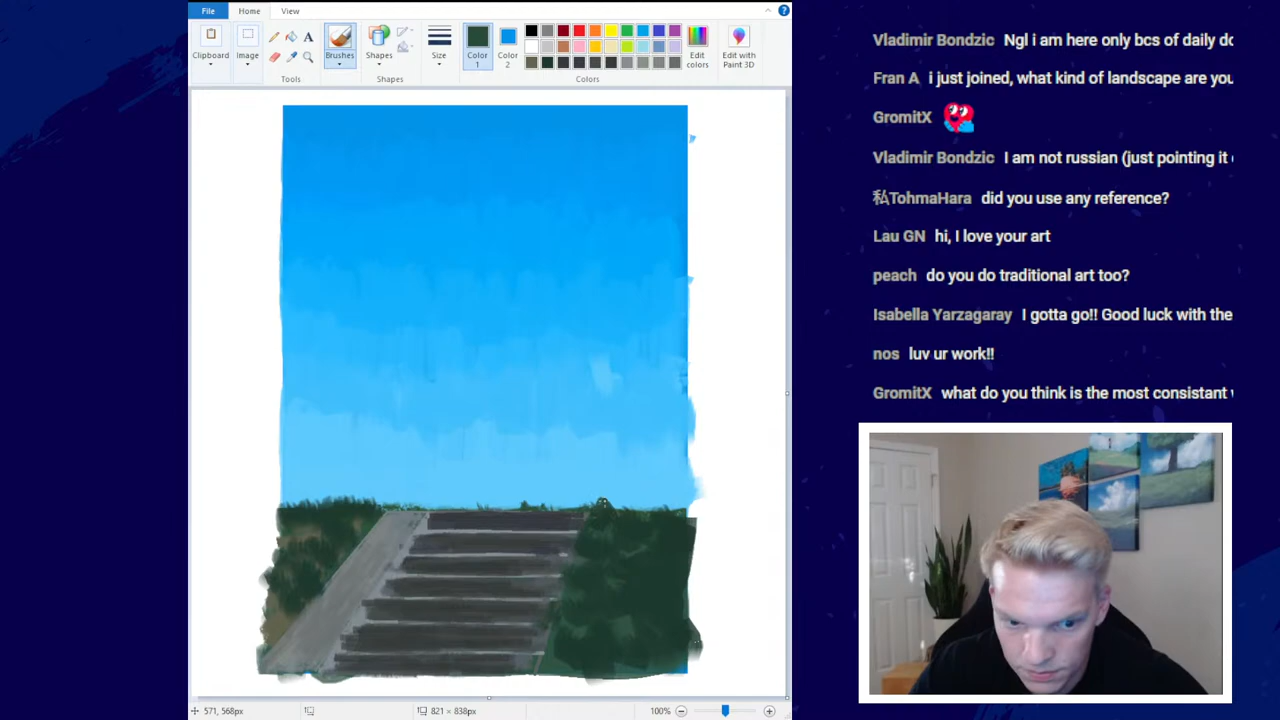 File Home View
Clipboard
Image
Tools
Brushes
Shapes
Shapes
Size
Color 1
Color 2
Edit colors
Colors
Edit with Paint 3D
Vladimir Bondzic Ngl i am here only bcs of daily
Fran A i just joined, what kind of landscape are you
GromitX
Vladimir Bondzic I am not russian (just pointing it
私TohmaHara did you use any reference?
Lau GN hi, I love your art
peach do you do traditional art too?
Isabella Yarzagaray I gotta go!! Good luck with the
nos luv ur work!!
GromitX what do you think is the most consistant
571, 568px
821 × 838px
100%